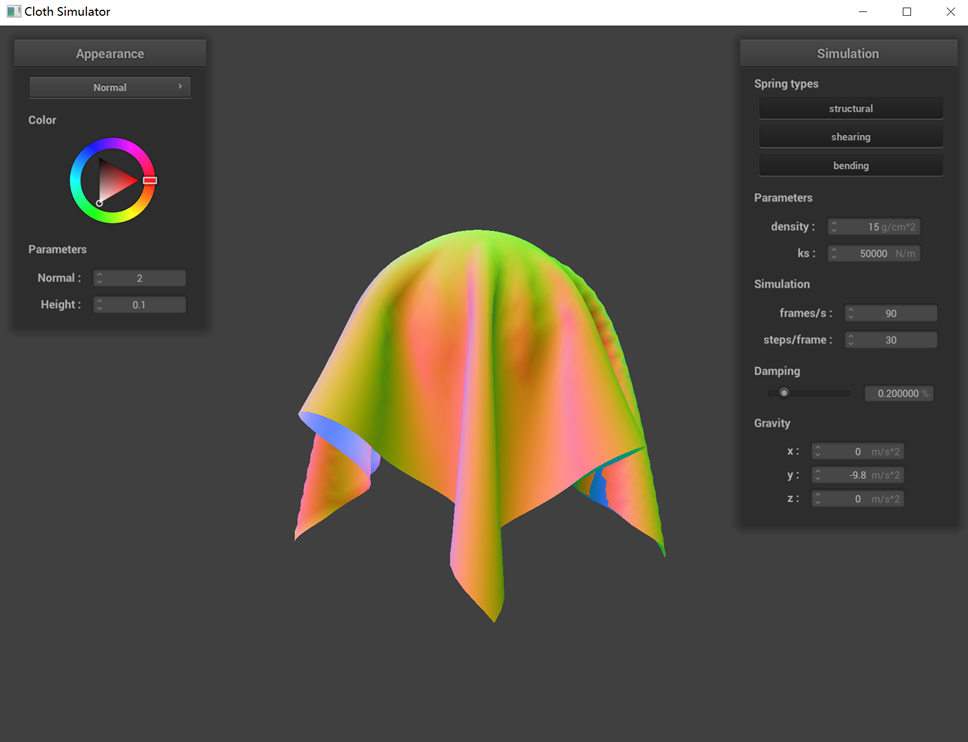 Cloth Simulator
Appearance
Normal
Color
Parameters
Normal : 2
Height : 0.1
Simulation
Spring types
structural
shearing
bending
Parameters
density : 15 g/cm^2
ks : 50000 N/m
Simulation
frames/s : 90
steps/frame : 30
Damping
0.200000 %
Gravity
x : 0 m/s^2
y : -9.8 m/s^2
z : 0 m/s^2